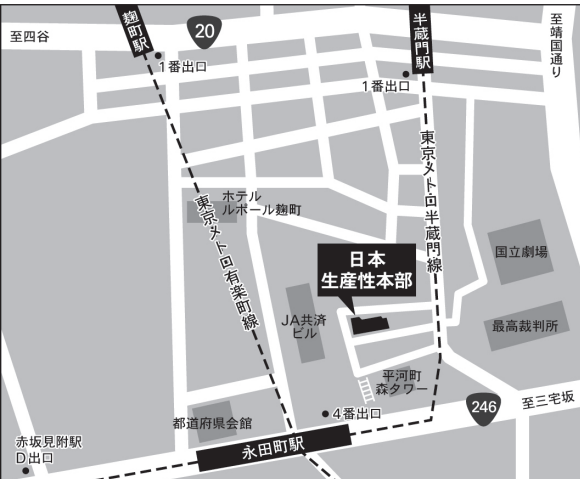 麹町駅
20
半蔵門駅
至靖国通り
至四谷
1番出口
1番出口
東京メトロ半蔵門線
東京メトロ有楽町線
ホテル
ルポール麹町
日本
生産性本部
国立劇場
JA共済
ビル
最高裁判所
平河町
森タワー
246
至三宅坂
4番出口
都道府県会館
永田町駅
赤坂見附駅
D出口